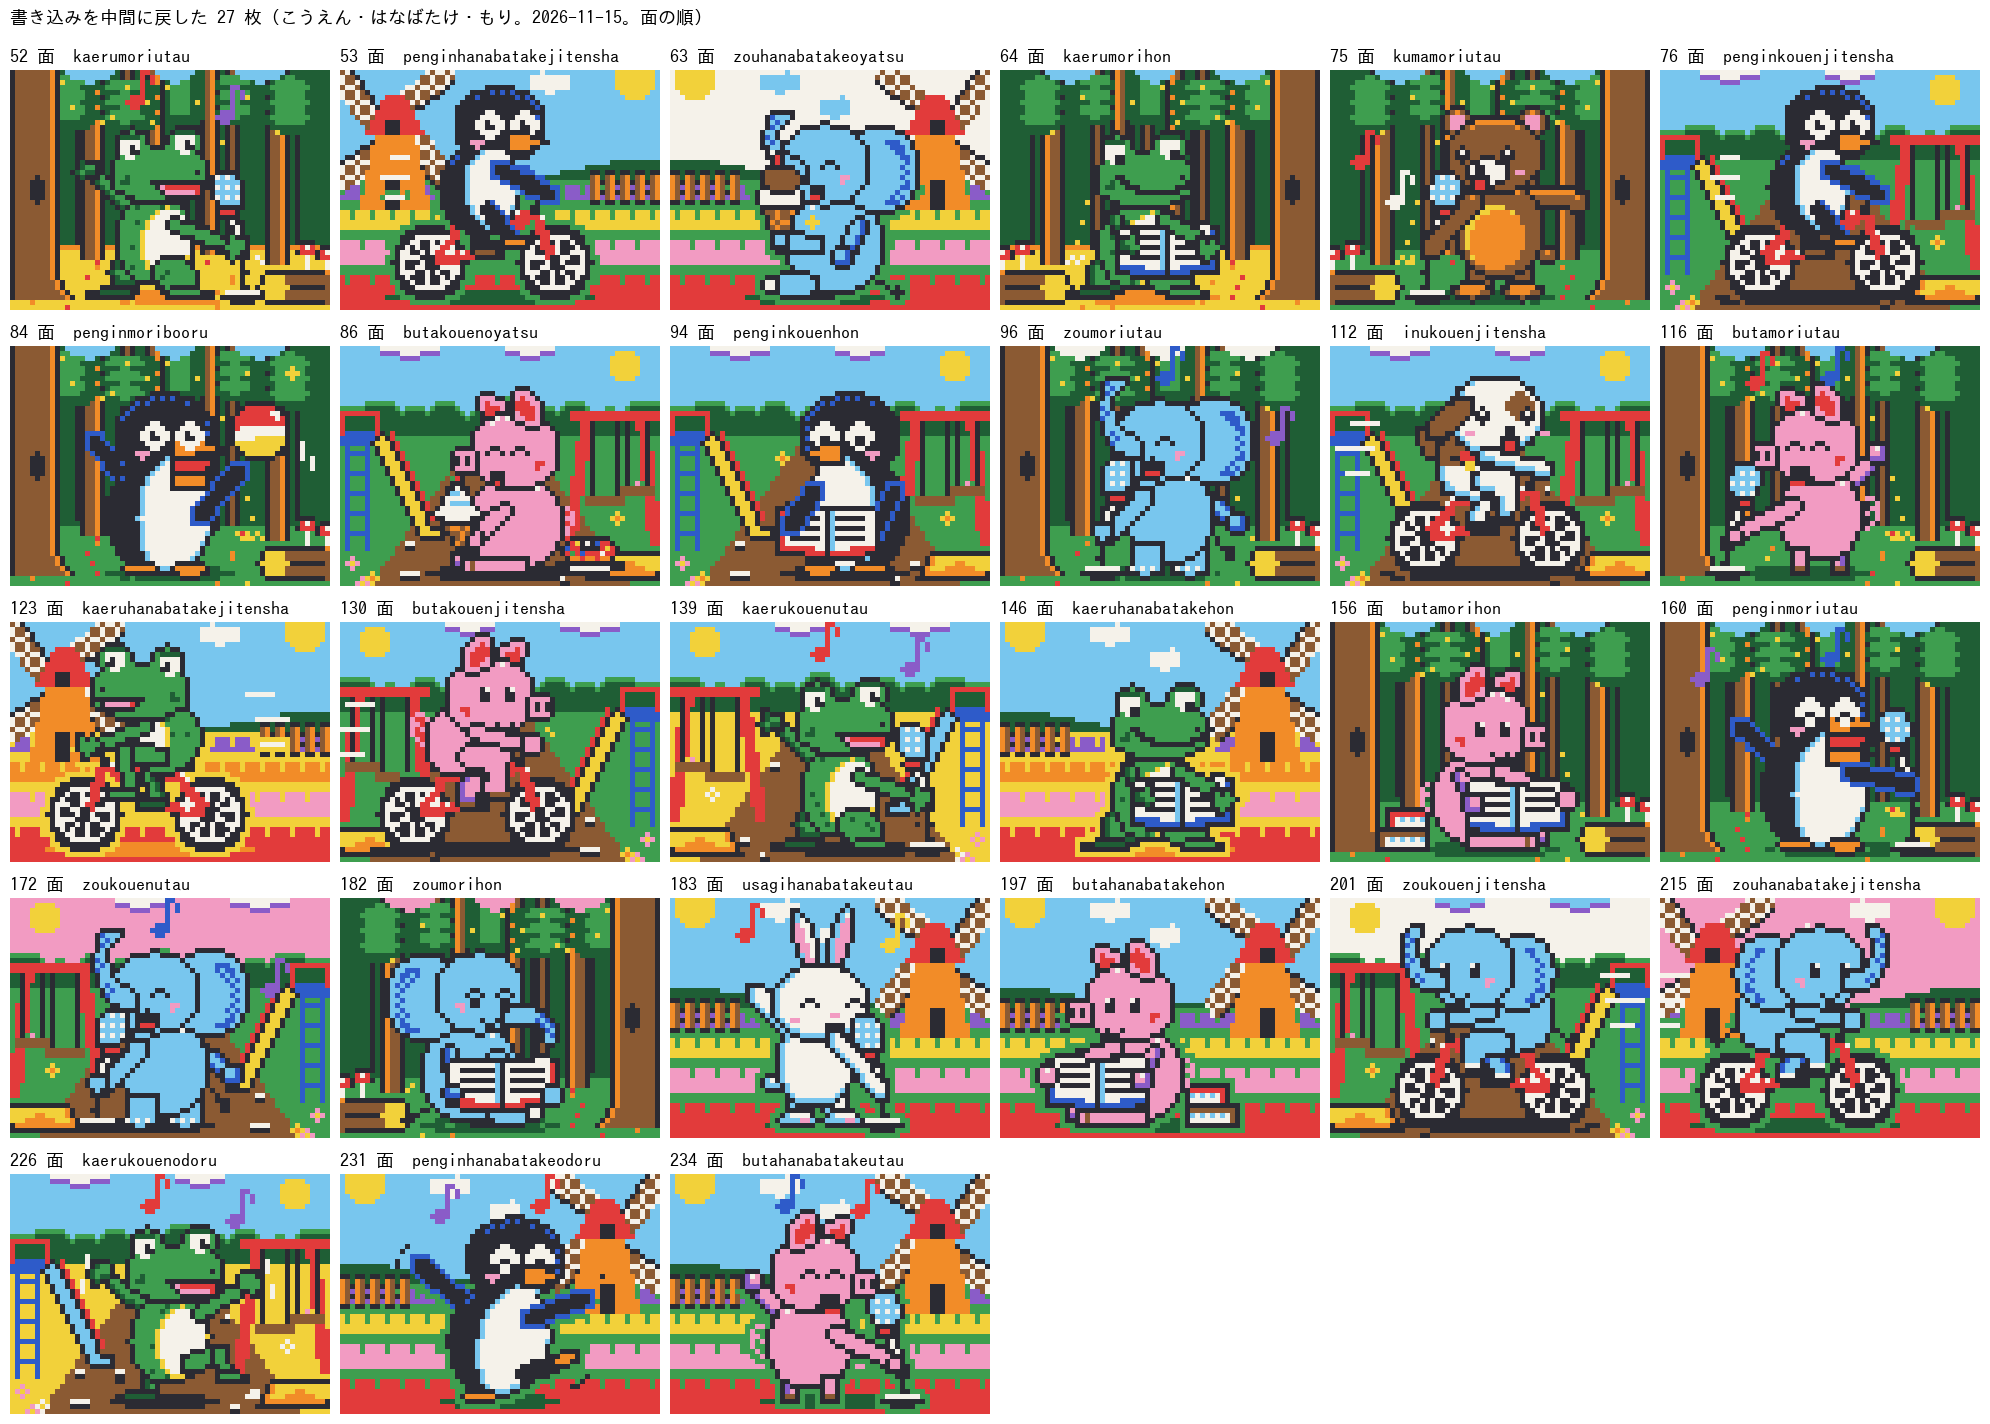 書き込みを中間に戻した 27 枚 (こうえん・はなばたけ・もり。2026-11-15。面の順)
52 面 kaerumoriutau
53 面 penginhanabatakejitensha
63 面 zouhanabatakeoyatsu
64 面 kaerumorihon
75 面 kumamoriutau
76 面 penginkouenjitensha
84 面 penginmoribooru
86 面 butakouenoyatsu
94 面 penginkouenhon
96 面 zoumoriutau
112 面 inukouenjitensha
116 面 butamoriutau
123 面 kaeruhanabatakejitensha
130 面 butakouenjitensha
139 面 kaerukouenutau
146 面 kaeruhanabatakehon
156 面 butamorihon
160 面 penginmoriutau
172 面 zoukouenutau
182 面 zoumorihon
183 面 usagihanabatakeutau
197 面 butahanabatakehon
201 面 zoukouenjitensha
215 面 zouhanabatakejitensha
226 面 kaerukouenodoru
231 面 penginhanabatakeodoru
234 面 butahanabatakeutau